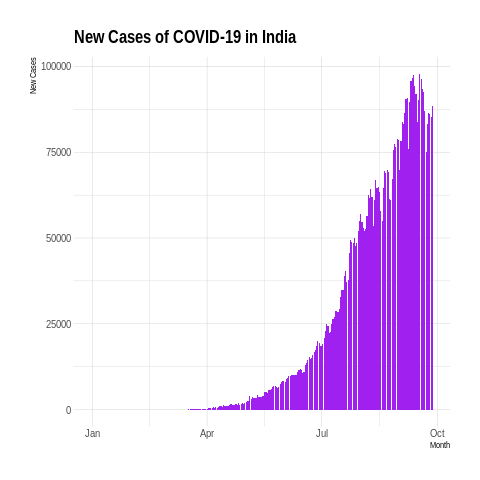 New Cases of COVID-19 in India
New Cases
100000
75000
50000
25000
0
Jan Apr Jul Oct
Month